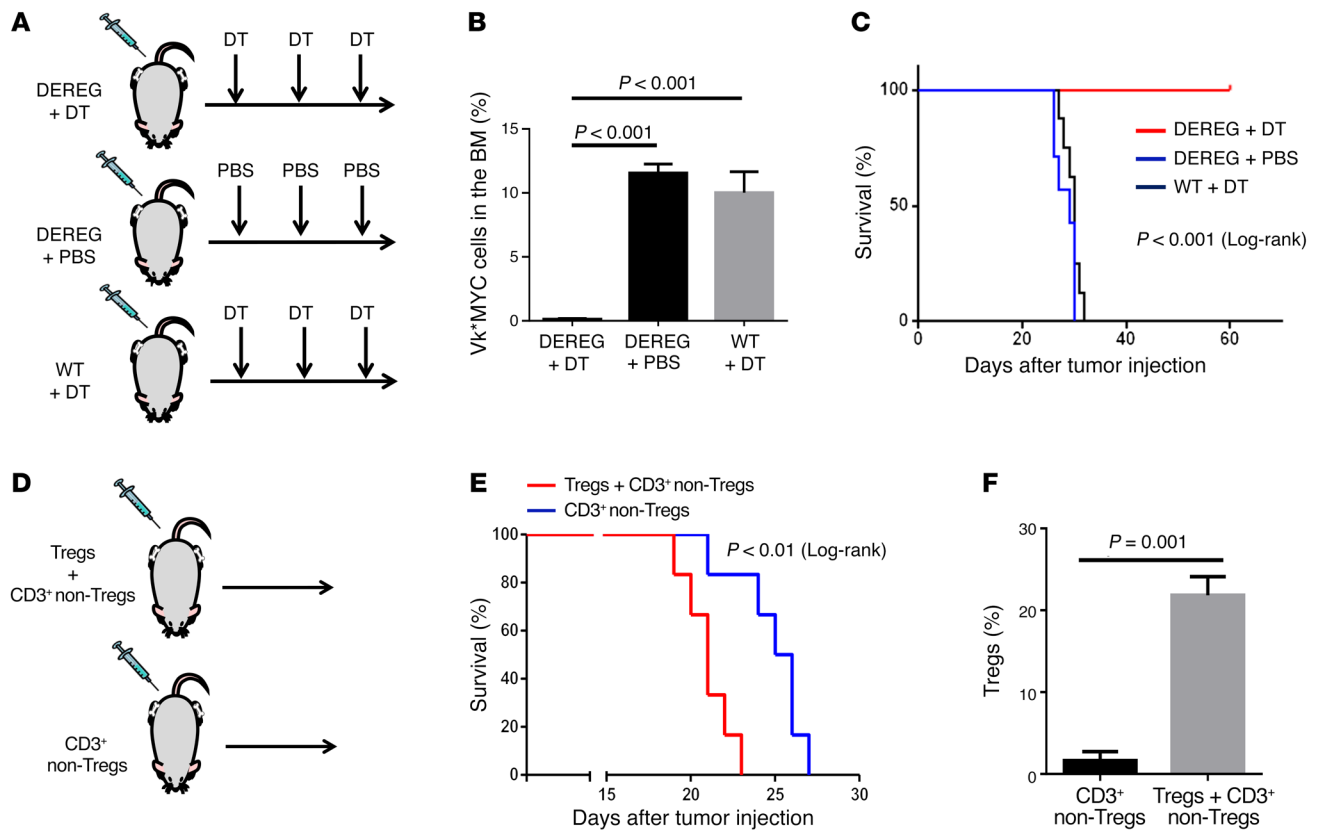 A
DEREG
+ DT
DT DT DT
DEREG
+ PBS
PBS PBS PBS
WT
+ DT
DT DT DT
B
Vk*MYC cells in the BM (%)
P < 0.001
P < 0.001
15
10
5
0
DEREG
+ DT
DEREG
+ PBS
WT
+ DT
C
Survival (%)
100
50
0
DEREG + DT
DEREG + PBS
WT + DT
P < 0.001 (Log-rank)
0 20 40 60
Days after tumor injection
D
Tregs
+
CD3⁺ non-Tregs
CD3⁺
non-Tregs
E
Tregs + CD3⁺ non-Tregs
CD3⁺ non-Tregs
P < 0.01 (Log-rank)
Survival (%)
100
80
60
40
20
0
15 20 25 30
Days after tumor injection
F
Tregs (%)
P = 0.001
30
20
10
0
CD3⁺
non-Tregs
Tregs + CD3⁺
non-Tregs